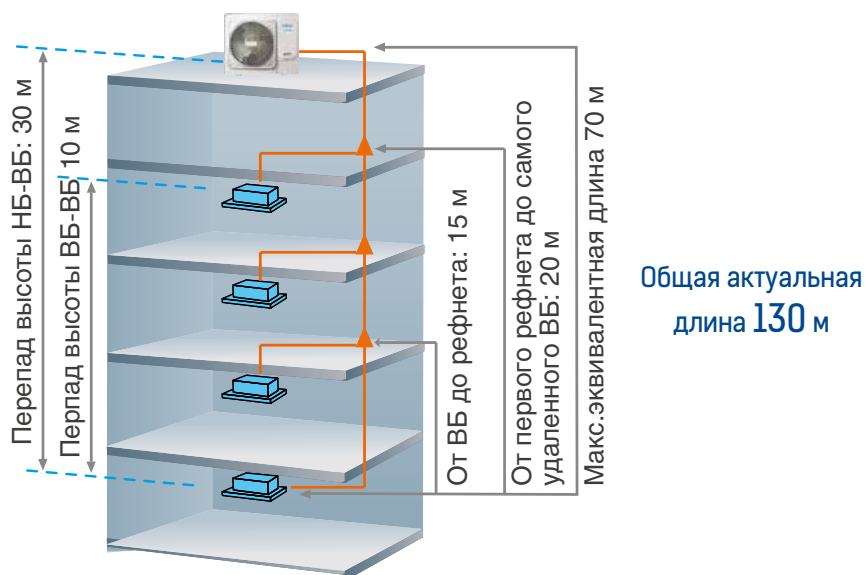 Перепад высоты НБ-ВБ: 30 м
Перпад высоты ВБ-ВБ 10 м
От ВБ до рефнета: 15 м
От первого рефнета до самого
удаленного ВБ: 20 м
Макс.эквивалентная длина 70 м
Общая актуальная
длина 130 м